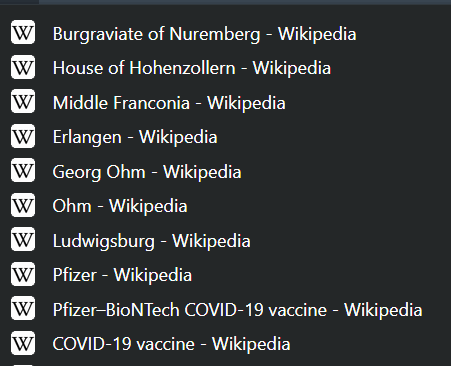 W Burgraviate of Nuremberg - Wikipedia
W House of Hohenzollern - Wikipedia
W Middle Franconia - Wikipedia
W Erlangen - Wikipedia
W Georg Ohm - Wikipedia
W Ohm - Wikipedia
W Ludwigsburg - Wikipedia
W Pfizer - Wikipedia
W Pfizer–BioNTech COVID-19 vaccine - Wikipedia
W COVID-19 vaccine - Wikipedia